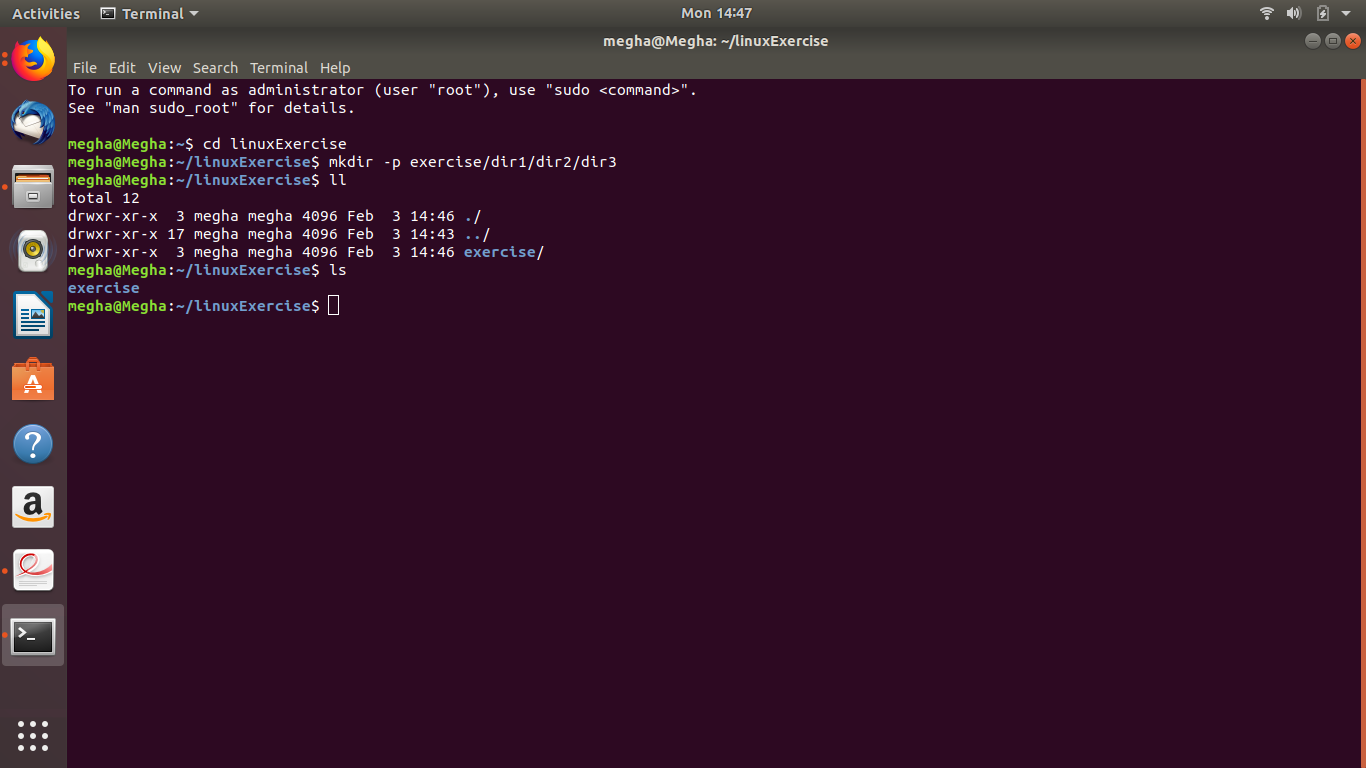 Activities Terminal Mon 14:47
megha@Megha: ~/linuxExercise
File Edit View Search Terminal Help
To run a command as administrator (user "root"), use "sudo <command>".
See "man sudo_root" for details.
megha@Megha:~$ cd linuxExercise
megha@Megha:~/linuxExercise$ mkdir -p exercise/dir1/dir2/dir3
megha@Megha:~/linuxExercise$ ll
total 12
drwxr-xr-x  3 megha megha 4096 Feb  3 14:46 ./
drwxr-xr-x 17 megha megha 4096 Feb  3 14:43 ../
drwxr-xr-x  3 megha megha 4096 Feb  3 14:46 exercise/
megha@Megha:~/linuxExercise$ ls
exercise
megha@Megha:~/linuxExercise$